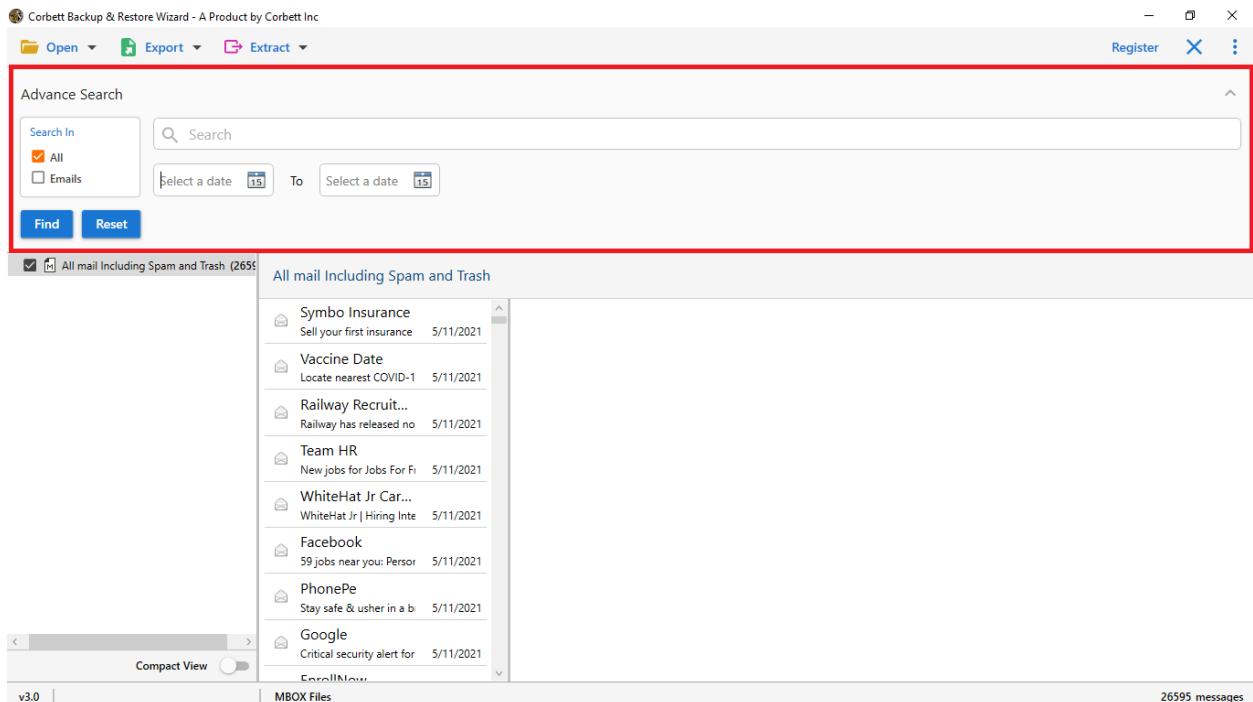 Corbett Backup & Restore Wizard - A Product by Corbett Inc
Open Export Extract Register
Advance Search
Search In
Search
All
Emails
Select a date 15 To Select a date 15
Find Reset
M All mail Including Spam and Trash (2659
All mail Including Spam and Trash
Symbo Insurance
Sell your first insurance 5/11/2021
Vaccine Date
Locate nearest COVID-1 5/11/2021
Railway Recruit...
Railway has released no 5/11/2021
Team HR
New jobs for Jobs For Fr 5/11/2021
WhiteHat Jr Car...
WhiteHat Jr | Hiring Inte 5/11/2021
Facebook
59 jobs near you: Person 5/11/2021
PhonePe
Stay safe & usher in a b 5/11/2021
Google
Critical security alert for 5/11/2021
EnrollNow
Compact View
v3.0 MBOX Files 26595 messages